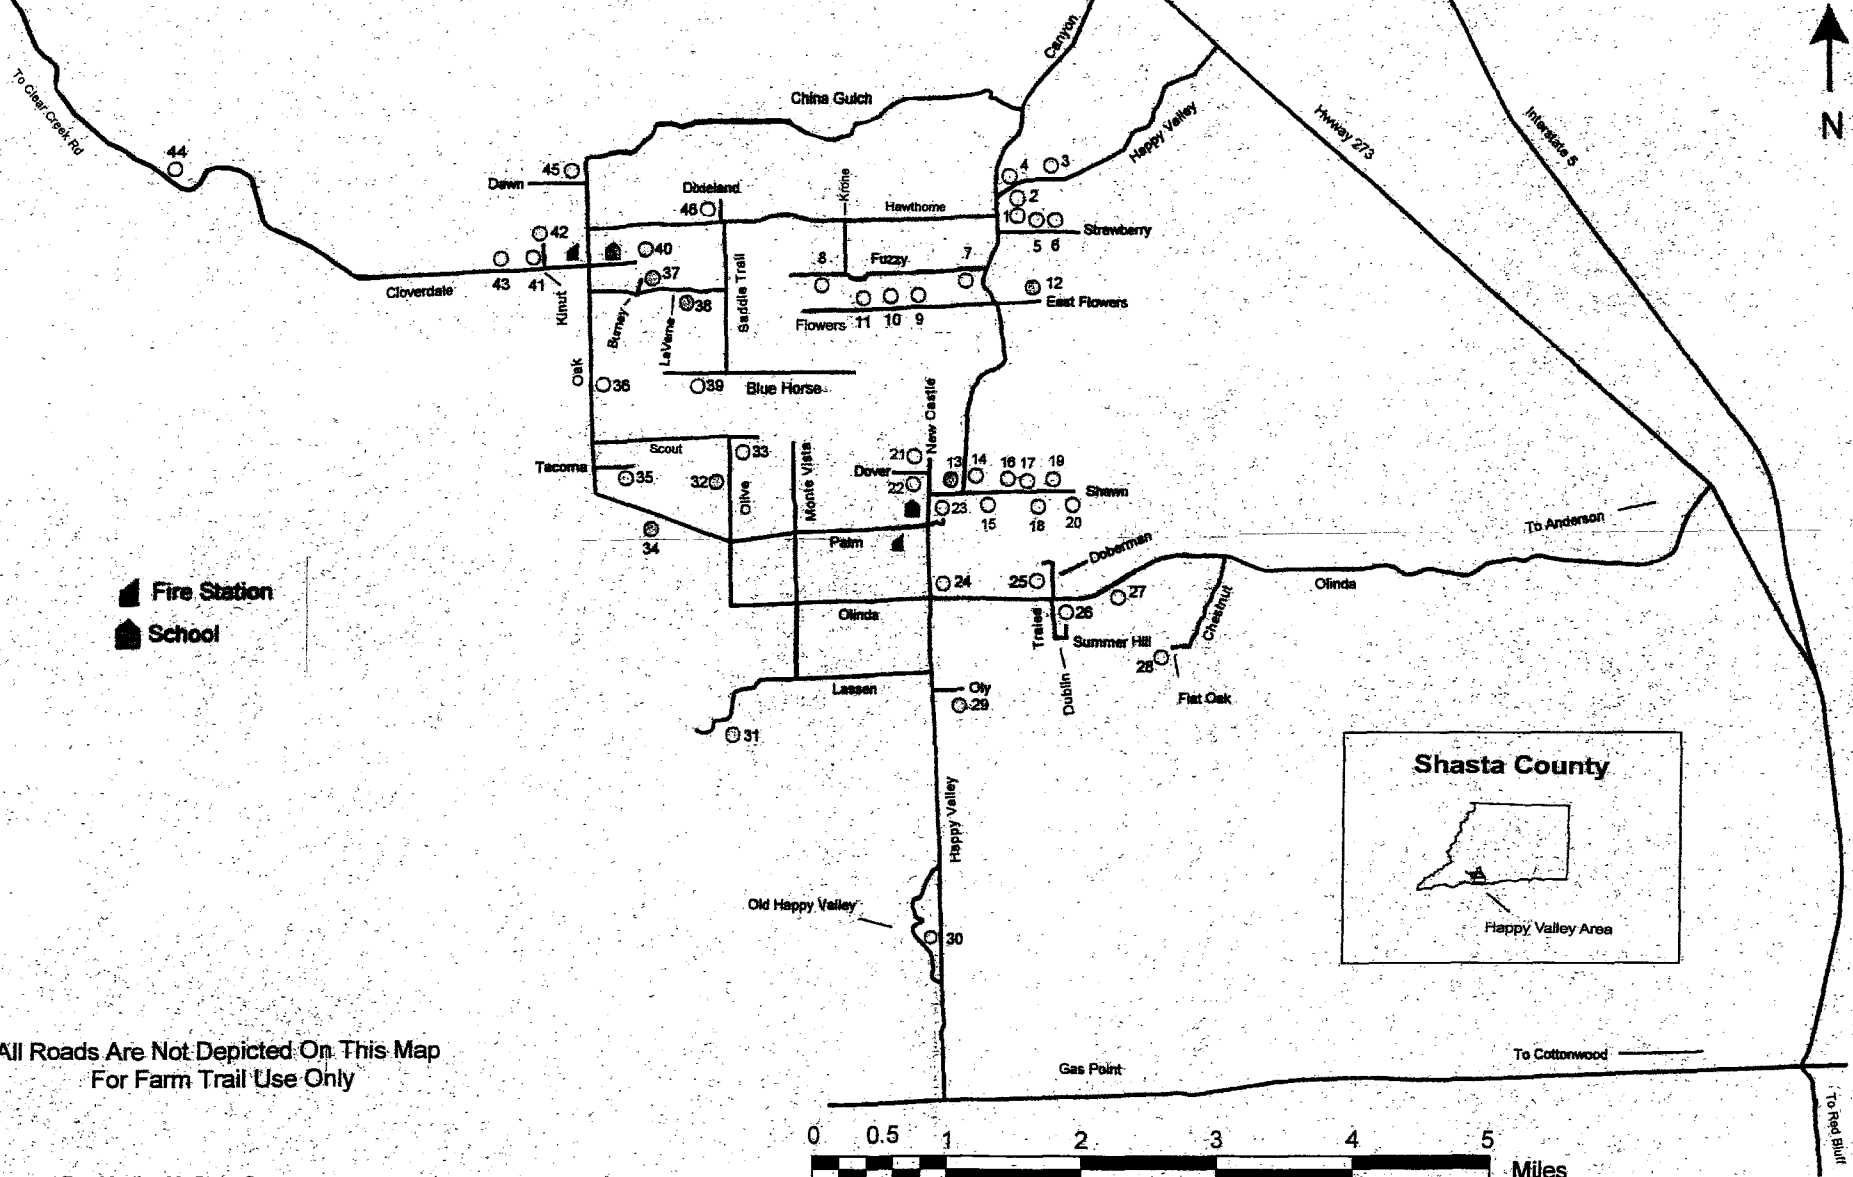 Canyon
To Clear Creek Rd
China Gulch
Happy Valley
Hwway 273
Interstate 5
N
44
45
Dawn
Dixieland
46
Krone
Hawthorne
4
3
2
1
5 6
Strawberry
42
40
43
41
Cloverdale
Kinut
37
38
Burney
LaVerne
Saddle Trail
8
Fuzzy
7
12
East Flowers
Flowers
11
10
9
Oak
36
39
Blue Horse
New Castle
Scout
33
Tacoma
35
32
Olive
Monte Vista
21
Dover
22
13
14
16
17
19
Shawn
23
15
18
20
34
Palm
To Anderson
Doberman
Fire Station
School
24
25
26
27
Olinda
Olinda
Tralee
Summer Hill
Chestnut
28
Dublin
Flat Oak
Lassen
Oly
29
31
Shasta County
Happy Valley Area
Happy Valley
Old Happy Valley
30
All Roads Are Not Depicted On This Map
For Farm Trail Use Only
Gas Point
To Cottonwood
To Red Bluff
0 0.5 1 2 3 4 5
Miles